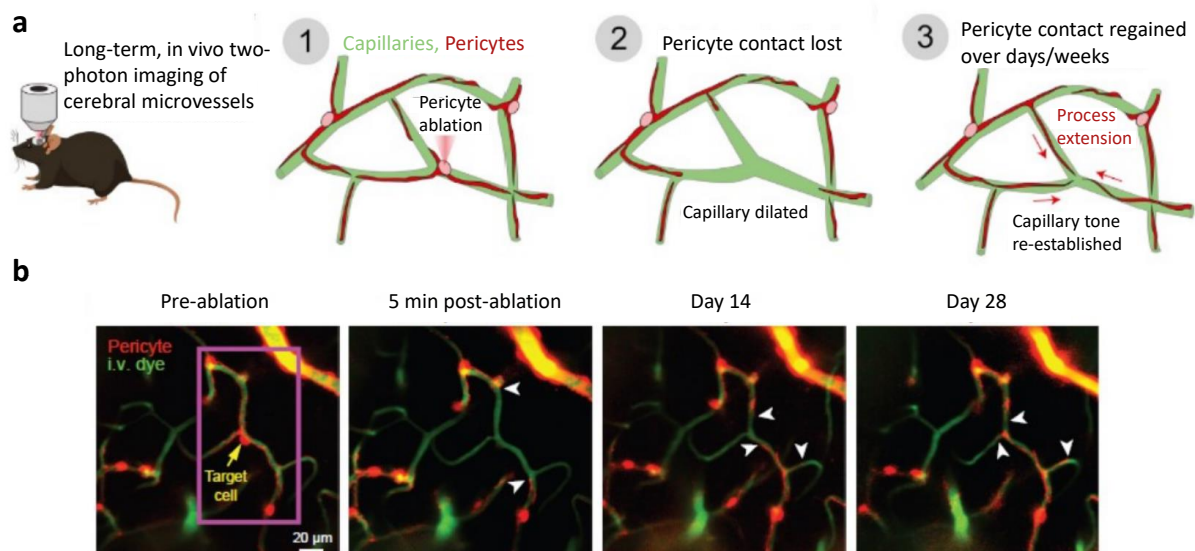 a
Long-term, in vivo two-
photon imaging of
cerebral microvessels
1
Capillaries, Pericytes
Pericyte
ablation
2
Pericyte contact lost
Capillary dilated
3
Pericyte contact regained
over days/weeks
Process
extension
Capillary tone
re-established
b
Pre-ablation
5 min post-ablation
Day 14
Day 28
Pericyte
i.v. dye
Target
cell
20 µm